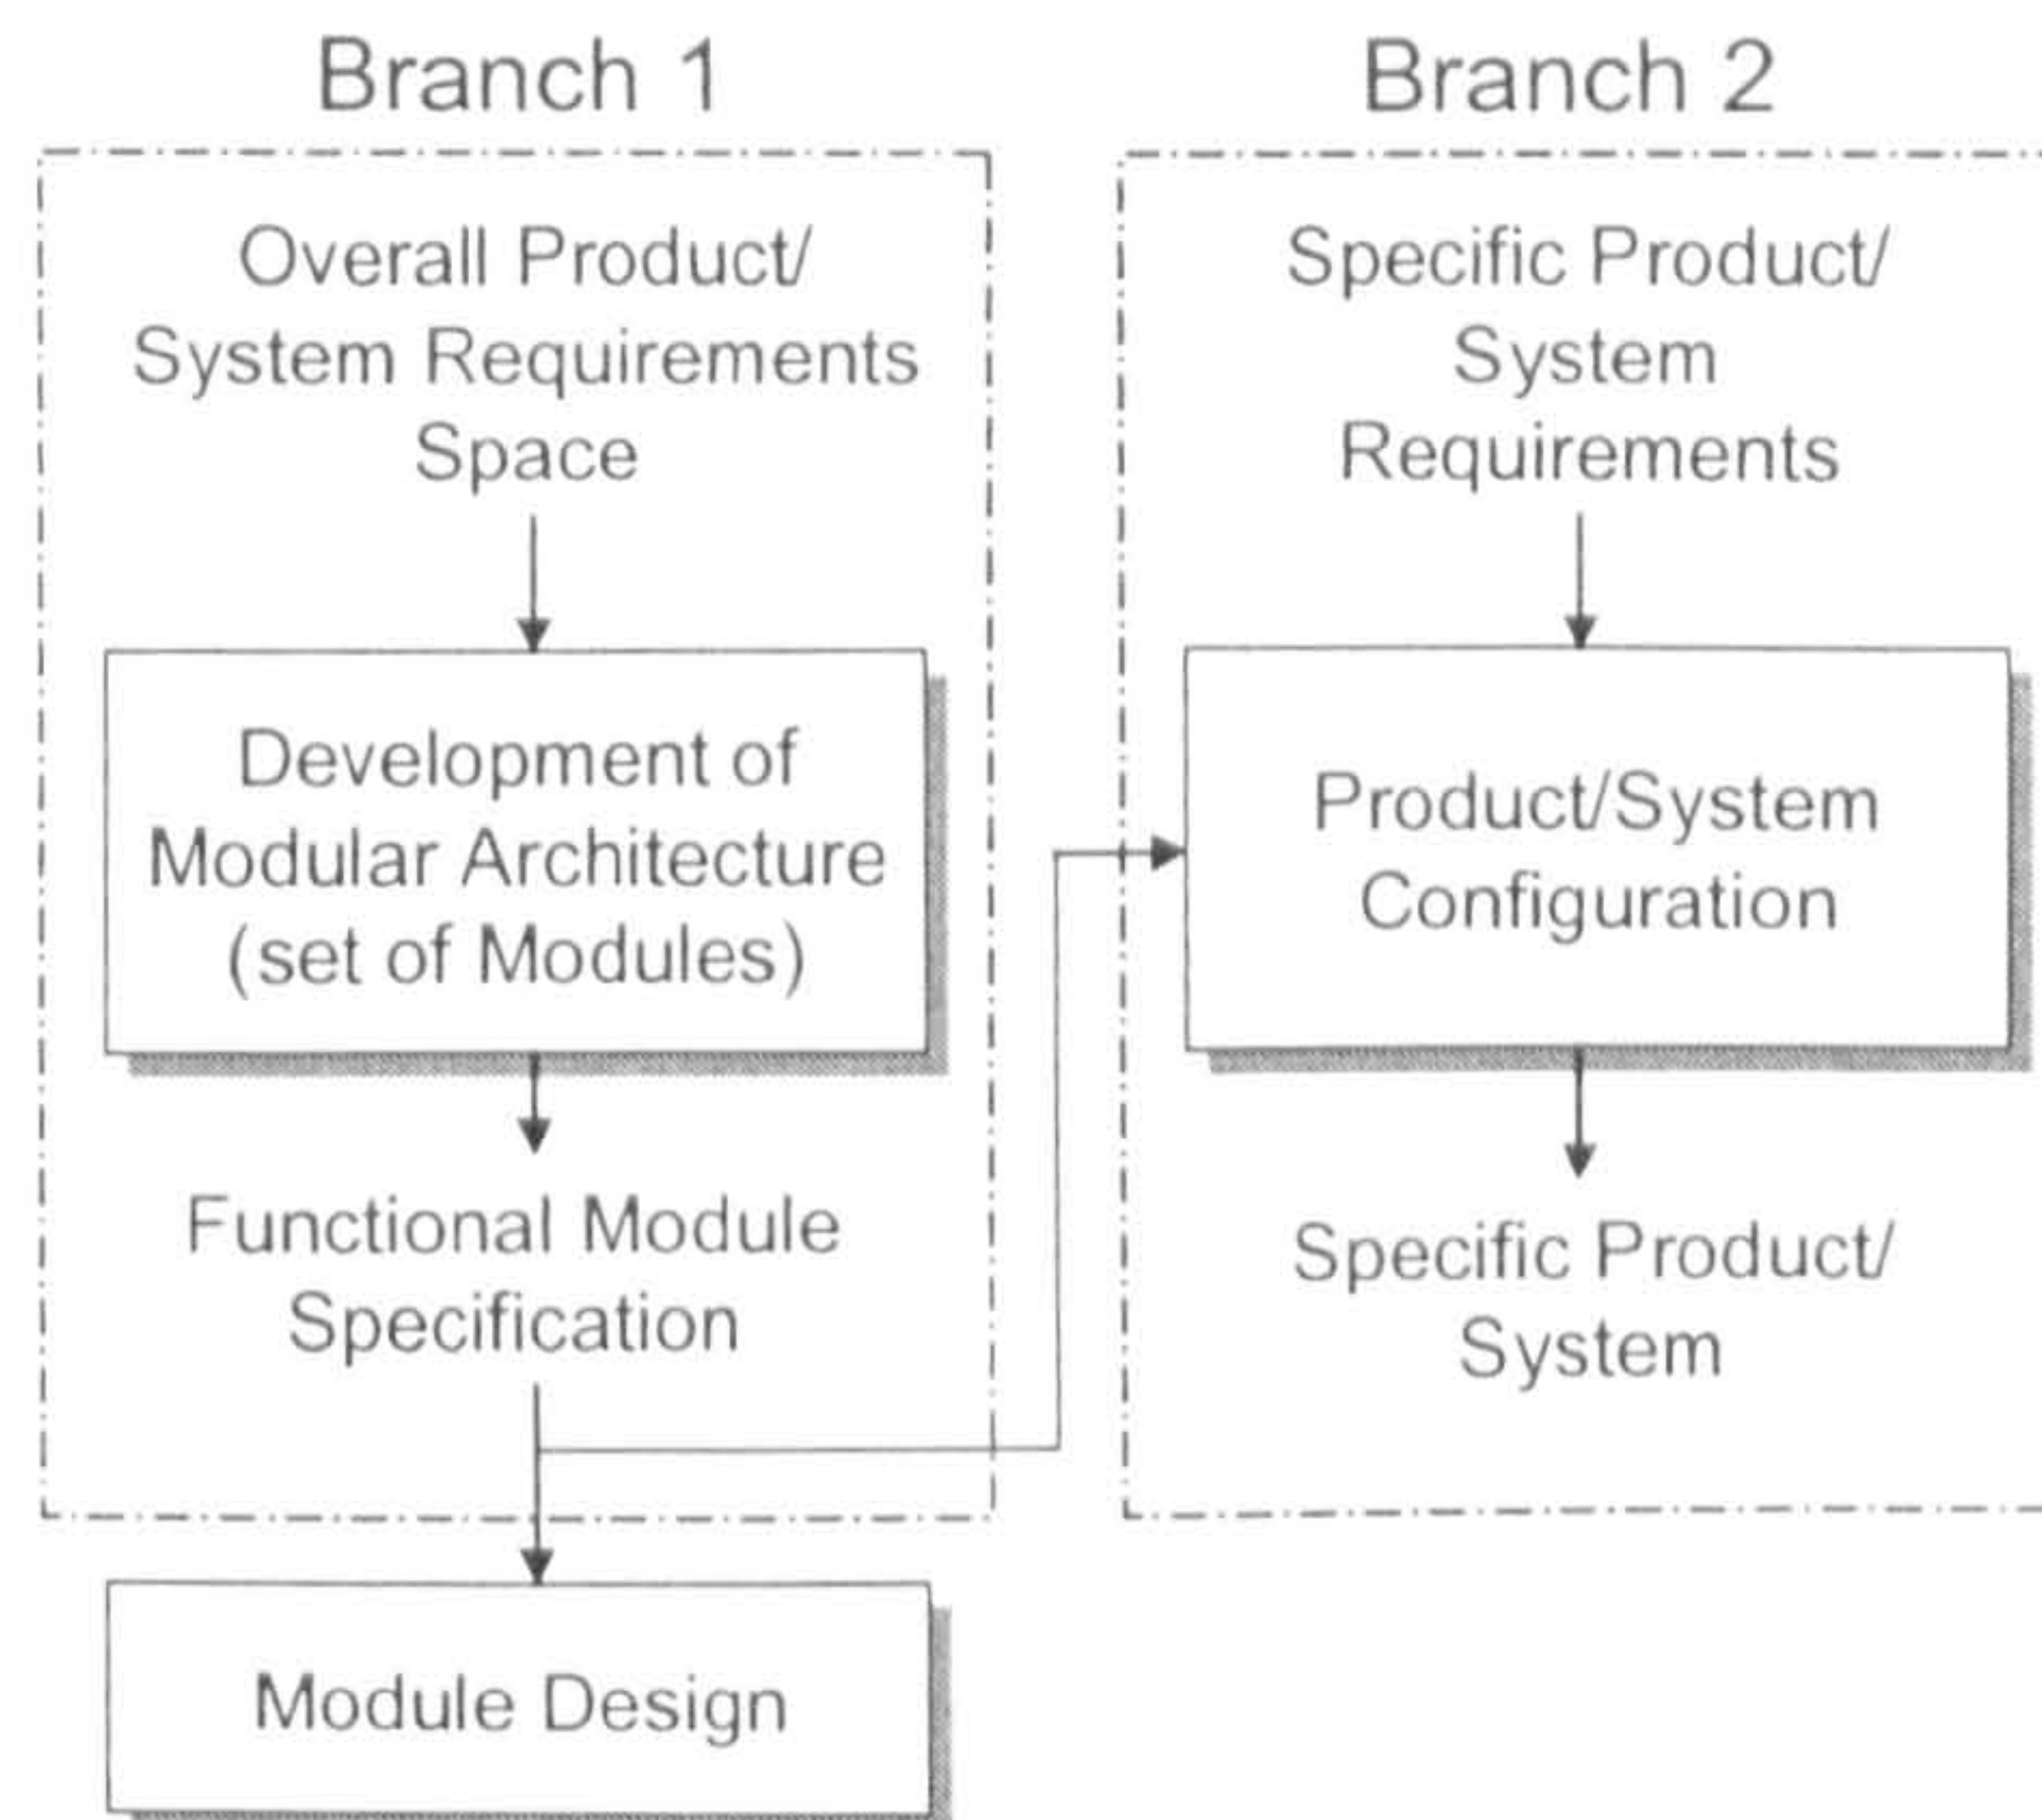 Branch 1
Overall Product/
System Requirements
Space
Development of
Modular Architecture
(set of Modules)
Functional Module
Specification
Module Design
Branch 2
Specific Product/
System
Requirements
Product/System
Configuration
Specific Product/
System